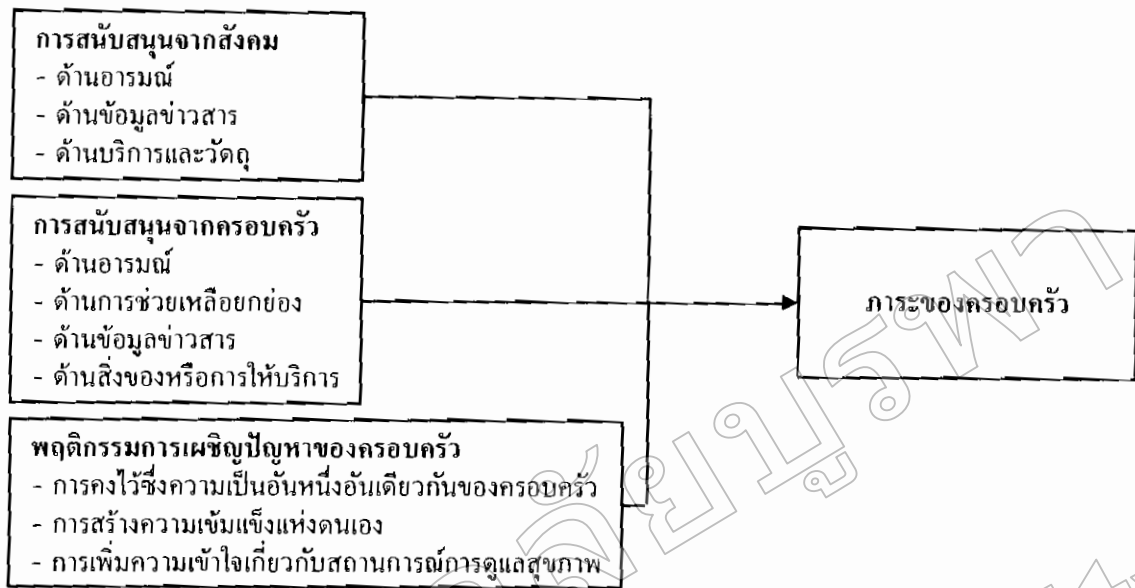 การสนับสนุนจากสังคม
- ด้านอารมณ์
- ด้านข้อมูลข่าวสาร
- ด้านบริการและวัตถุ
การสนับสนุนจากครอบครัว
- ด้านอารมณ์
- ด้านการช่วยเหลือยกย่อง
- ด้านข้อมูลข่าวสาร
- ด้านสิ่งของหรือการให้บริการ
ภาระของครอบครัว
พฤติกรรมการเผชิญปัญหาของครอบครัว
- การคงไว้ซึ่งความเป็นอันหนึ่งอันเดียวกันของครอบครัว
- การสร้างความเข้มแข็งแห่งตนเอง
- การเพิ่มความเข้าใจเกี่ยวกับสถานการณ์การดูแลสุขภาพ